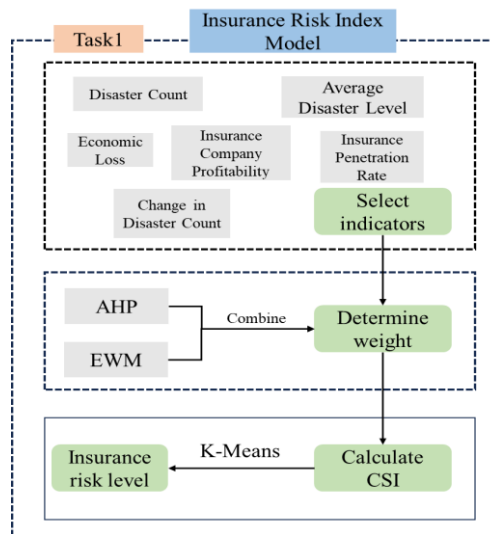 Insurance Risk Index
Model
Task1
Disaster Count
Average
Disaster Level
Economic
Loss
Insurance
Company
Profitability
Insurance
Penetration
Rate
Change in
Disaster Count
Select
indicators
AHP
EWM
Combine
Determine
weight
Insurance
risk level
K-Means
Calculate
CSI